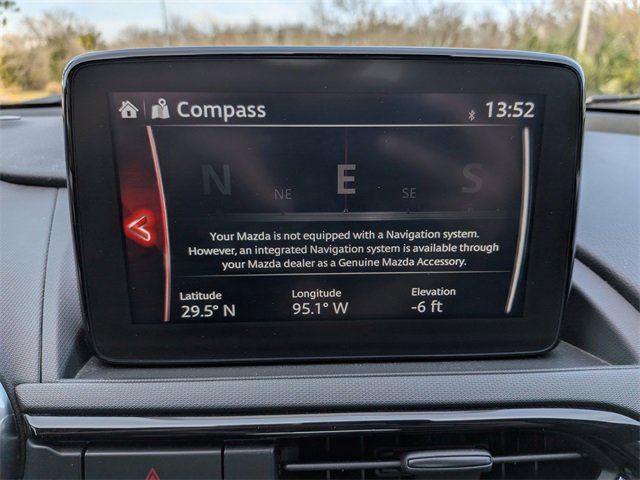 Compass
13:52
N NE E SE S
Your Mazda is not equipped with a Navigation system.
However, an integrated Navigation system is available through
your Mazda dealer as a Genuine Mazda Accessory.
Latitude Longitude Elevation
29.5° N 95.1° W -6 ft